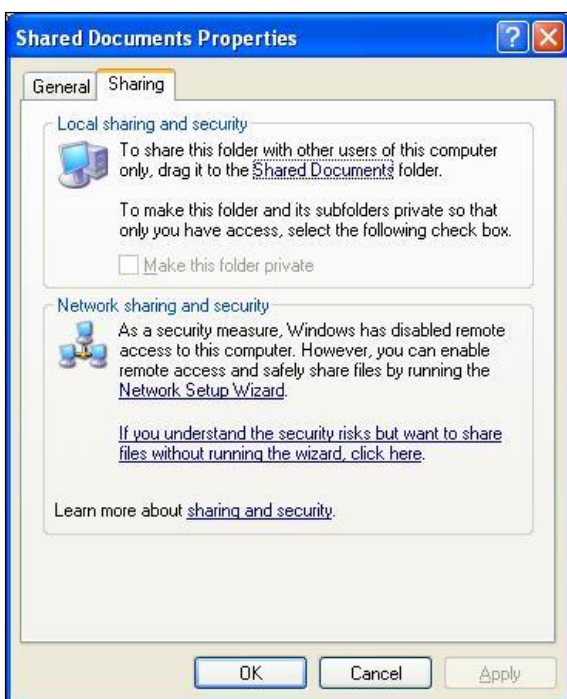 Shared Documents Properties
General
Sharing
Local sharing and security
To share this folder with other users of this computer
only, drag it to the Shared Documents folder.
To make this folder and its subfolders private so that
only you have access, select the following check box.
Make this folder private
Network sharing and security
As a security measure, Windows has disabled remote
access to this computer. However, you can enable
remote access and safely share files by running the
Network Setup Wizard.
If you understand the security risks but want to share
files without running the wizard, click here.
Learn more about sharing and security.
OK
Cancel
Apply